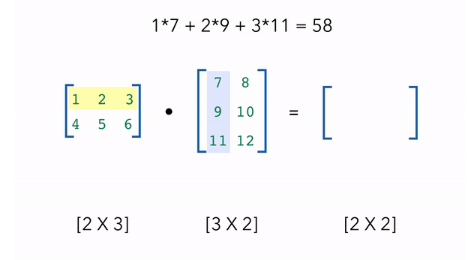 1*7 + 2*9 + 3*11 = 58
1 2 3
4 5 6
•
7 8
9 10
11 12
=
[2 X 3] [3 X 2] [2 X 2]